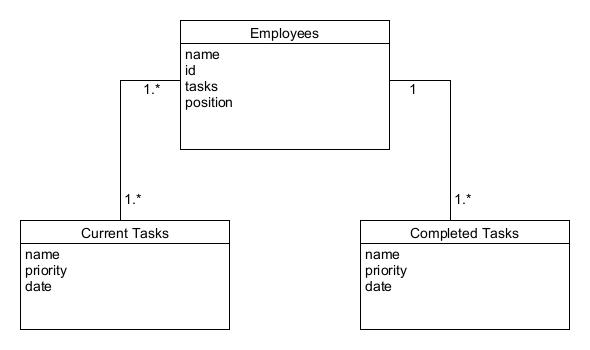 Employees
name
id
tasks
position
1.*
1
1.*
1.*
Current Tasks
name
priority
date
Completed Tasks
name
priority
date